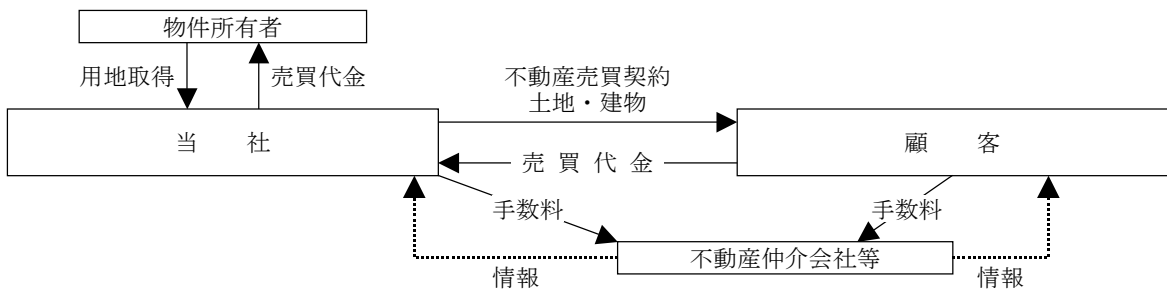 物件所有者
用地取得
売買代金
不動産売買契約
土地・建物
当 社
顧 客
売買代金
手数料
手数料
不動産仲介会社等
情報
情報